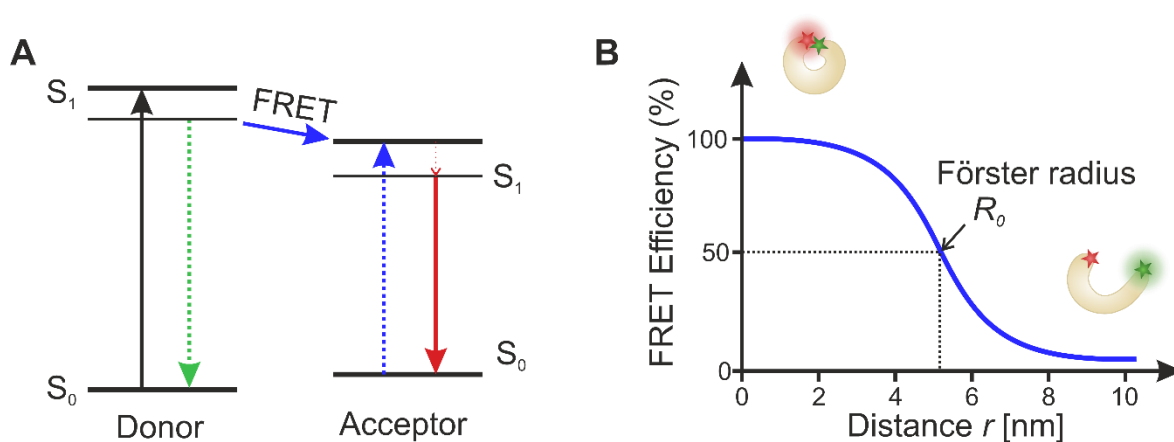 A
S1
FRET
S1
S0
S0
Donor
Acceptor
B
FRET Efficiency (%)
100
50
0
Förster radius
R0
0 2 4 6 8 10
Distance r [nm]